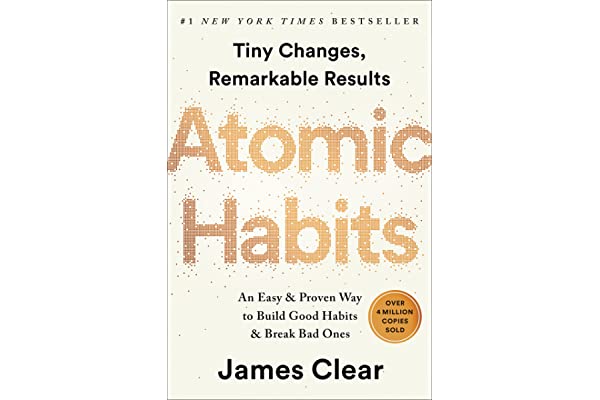 #1 NEW YORK TIMES BESTSELLER
Tiny Changes,
Remarkable Results
Atomic
Habits
An Easy & Proven Way
to Build Good Habits
& Break Bad Ones
OVER
4 MILLION
COPIES
SOLD
James Clear